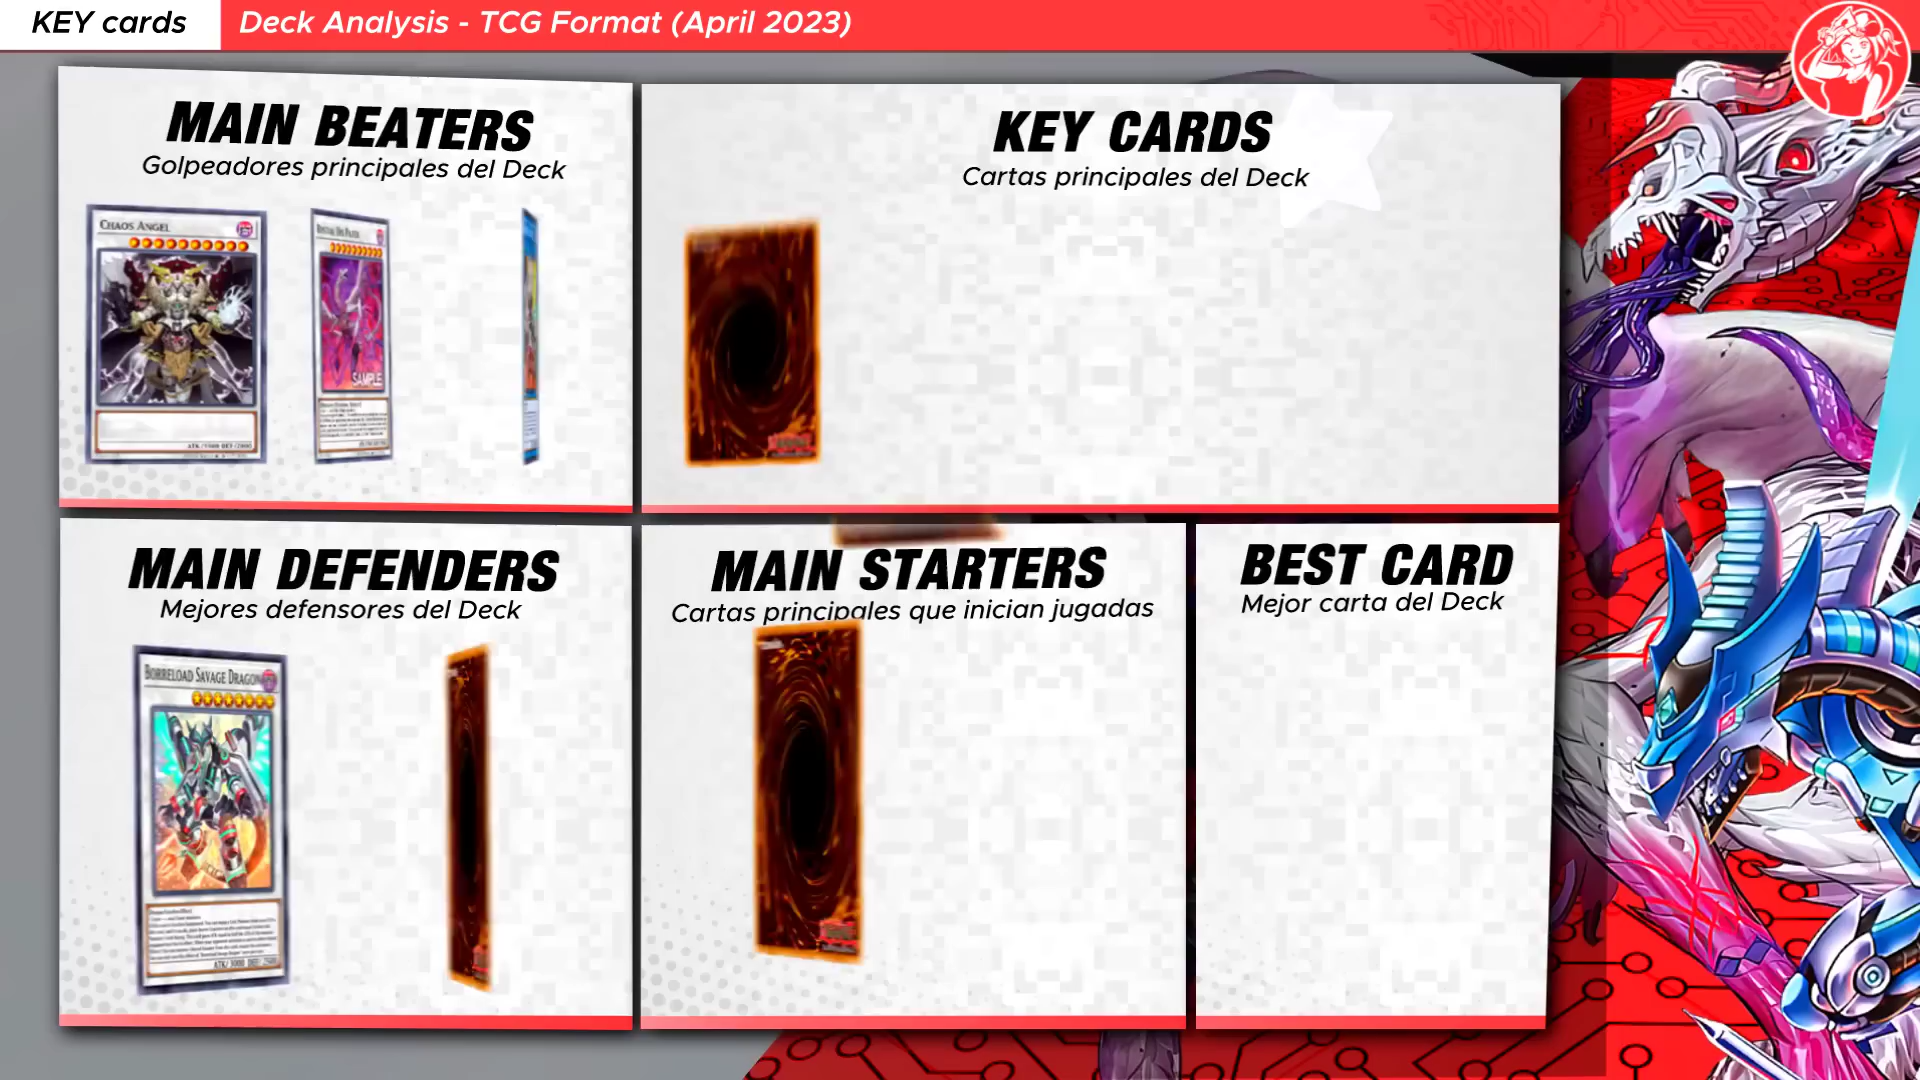 KEY cards
Deck Analysis - TCG Format (April 2023)
MAIN BEATERS
Golpeadores principales del Deck
CHAOS ANGEL
SAMPLE
KEY CARDS
Cartas principales del Deck
MAIN DEFENDERS
Mejores defensores del Deck
BORRELOAD SAVAGE DRAGON
MAIN STARTERS
Cartas principales que inician jugadas
BEST CARD
Mejor carta del Deck